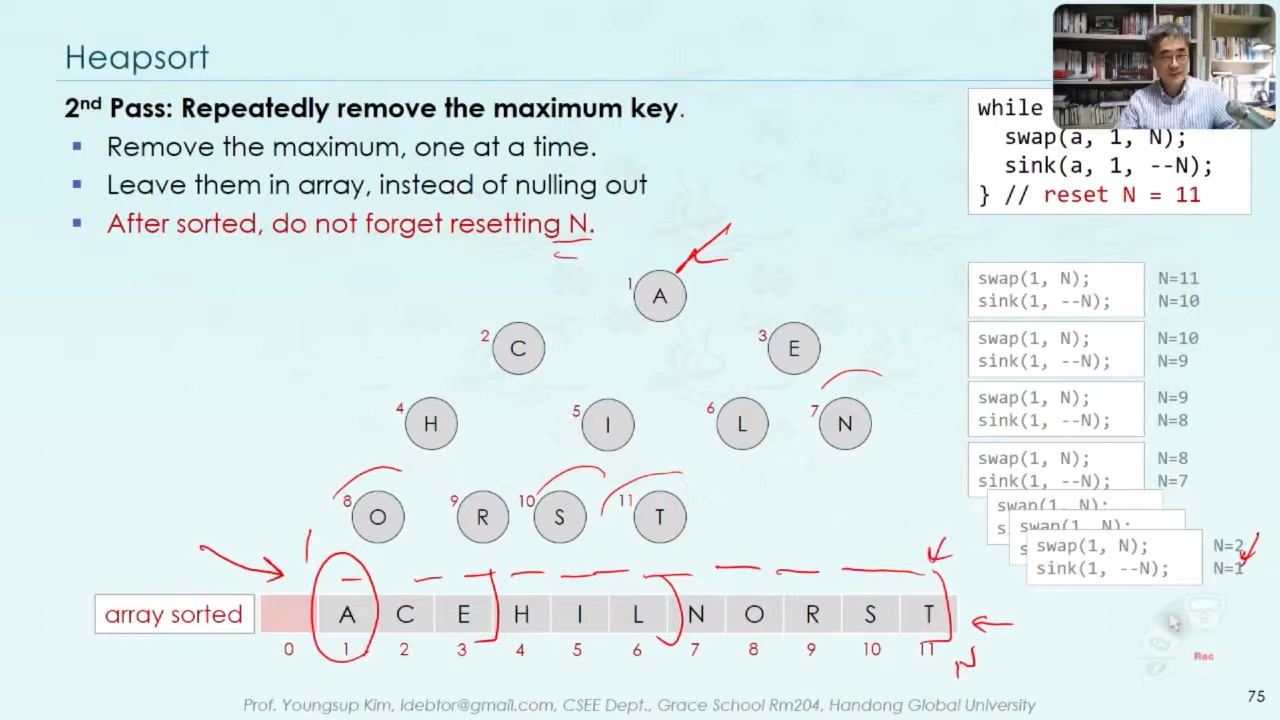 Heapsort
2nd Pass: Repeatedly remove the maximum key.
▪ Remove the maximum, one at a time.
▪ Leave them in array, instead of nulling out
▪ After sorted, do not forget resetting N.
while
swap(a, 1, N);
sink(a, 1, --N);
} // reset N = 11
swap(1, N); N=11
sink(1, --N); N=10
swap(1, N); N=10
sink(1, --N); N=9
swap(1, N); N=9
sink(1, --N); N=8
swap(1, N); N=8
sink(1, --N); N=7
swap(1, N);
swap(1, N);
swap(1, N); N=2
sink(1, --N); N=1
1 A
2 C 3 E
4 H 5 I 6 L 7 N
8 O 9 R 10 S 11 T
array sorted A C E H I L N O R S T
0 1 2 3 4 5 6 7 8 9 10 11
N
Rec
Prof. Youngsup Kim, idebtor@gmail.com, CSEE Dept., Grace School Rm204, Handong Global University
75